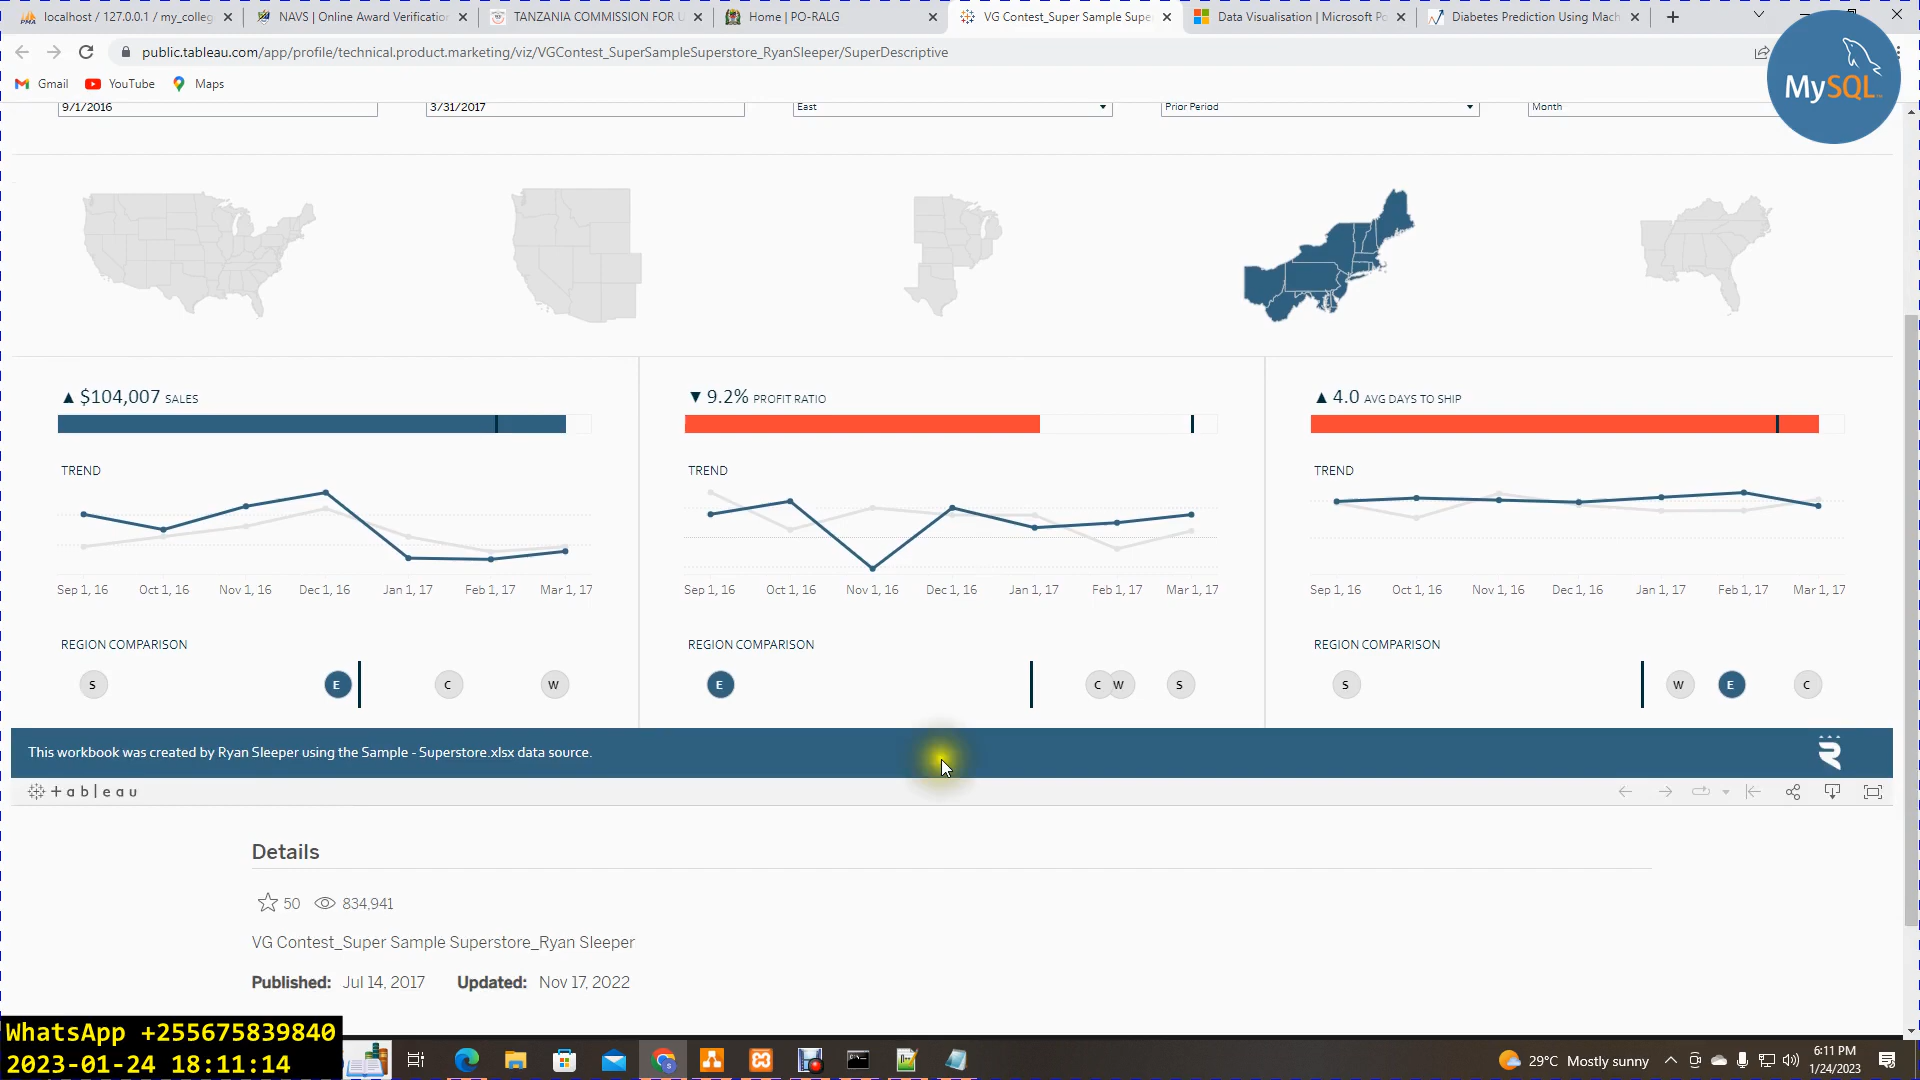 localhost / 127.0.0.1 / my_colleg
NAVS | Online Award Verificatio
TANZANIA COMMISSION FOR U
Home | PO-RALG
VG Contest_Super Sample Supe
Data Visualisation | Microsoft Po
Diabetes Prediction Using Mach
public.tableau.com/app/profile/technical.product.marketing/viz/VGContest_SuperSampleSuperstore_RyanSleeper/SuperDescriptive
MySQL
Gmail
YouTube
Maps
9/1/2016
3/31/2017
East
Prior Period
Month
▲ $104,007 SALES
▼ 9.2% PROFIT RATIO
▲ 4.0 AVG DAYS TO SHIP
TREND
TREND
TREND
Sep 1, 16 Oct 1, 16 Nov 1, 16 Dec 1, 16 Jan 1, 17 Feb 1, 17 Mar 1, 17
Sep 1, 16 Oct 1, 16 Nov 1, 16 Dec 1, 16 Jan 1, 17 Feb 1, 17 Mar 1, 17
Sep 1, 16 Oct 1, 16 Nov 1, 16 Dec 1, 16 Jan 1, 17 Feb 1, 17 Mar 1, 17
REGION COMPARISON
REGION COMPARISON
REGION COMPARISON
S E C W
E C W S
S W E C
This workbook was created by Ryan Sleeper using the Sample - Superstore.xlsx data source.
+ a b l e a u
Details
50
834,941
VG Contest_Super Sample Superstore_Ryan Sleeper
Published: Jul 14, 2017 Updated: Nov 17, 2022
WhatsApp +255675839840
2023-01-24 18:11:14
29°C Mostly sunny
6:11 PM
1/24/2023